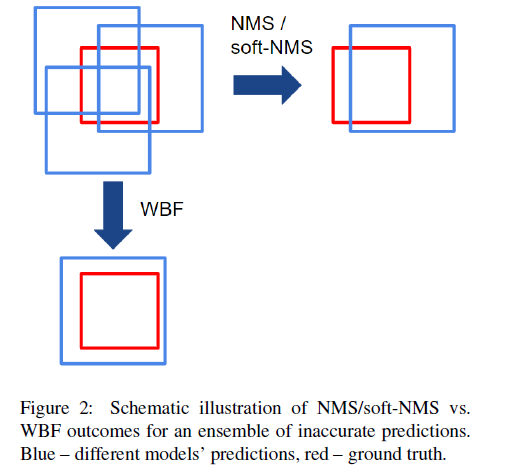 NMS /
soft-NMS
WBF
Figure 2: Schematic illustration of NMS/soft-NMS vs.
WBF outcomes for an ensemble of inaccurate predictions.
Blue – different models’ predictions, red – ground truth.